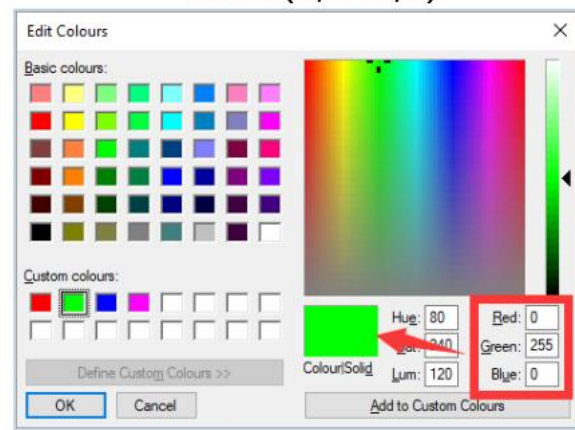 Edit Colours
Basic colours:
Custom colours:
Define Custom Colours >>
OK
Cancel
Colour|Solid
Hue: 80
240
Lum: 120
Red: 0
Green: 255
Blue: 0
Add to Custom Colours